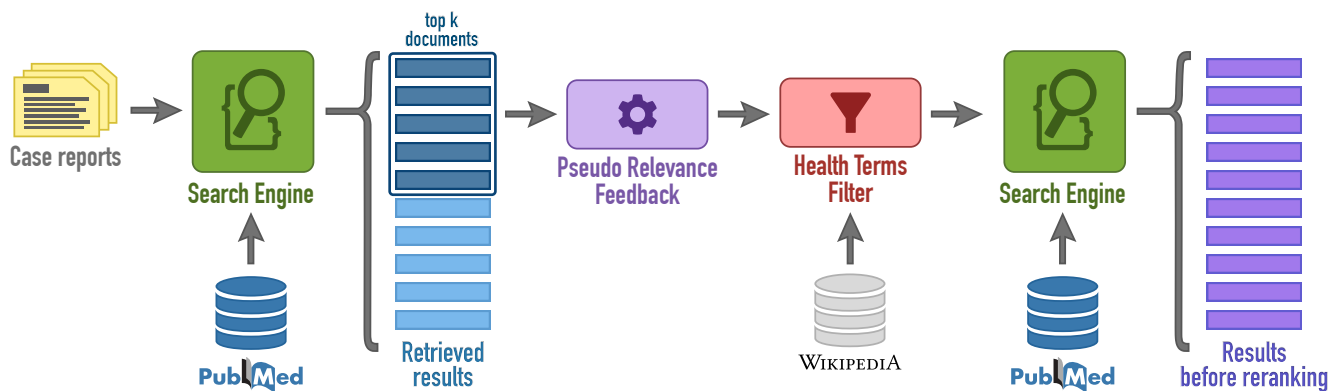 top k
documents
Case reports
Search Engine
PubMed
Retrieved
results
Pseudo Relevance
Feedback
Health Terms
Filter
WIKIPEDIA
Search Engine
PubMed
Results
before reranking